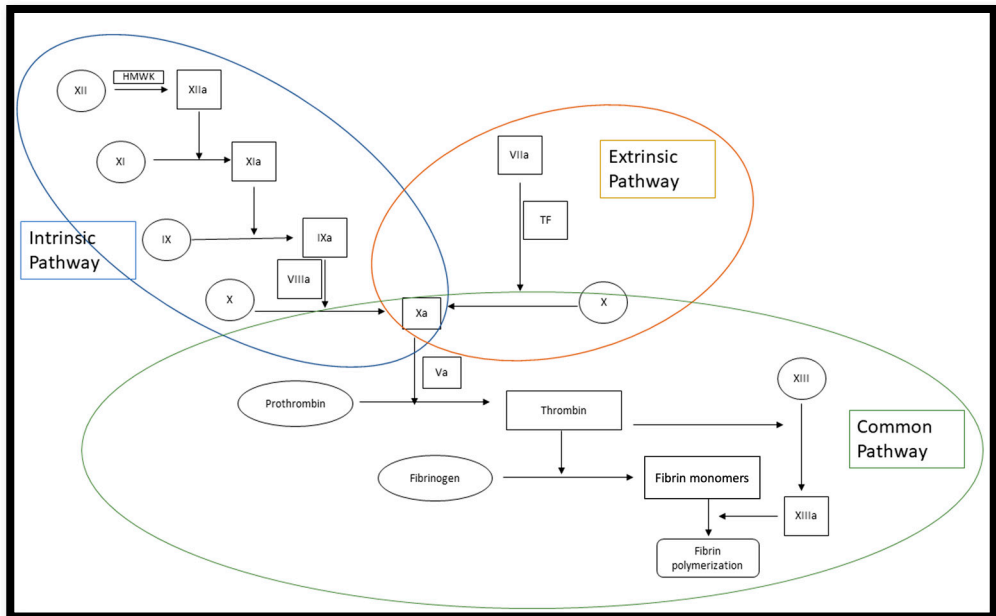 HMWK
XII
XIIa
XI
XIa
VIIa
Extrinsic
Pathway
TF
Intrinsic
Pathway
IX
IXa
VIIIa
X
Xa
X
Va
XIII
Prothrombin
Thrombin
Common
Pathway
Fibrinogen
Fibrin monomers
XIIIa
Fibrin
polymerization